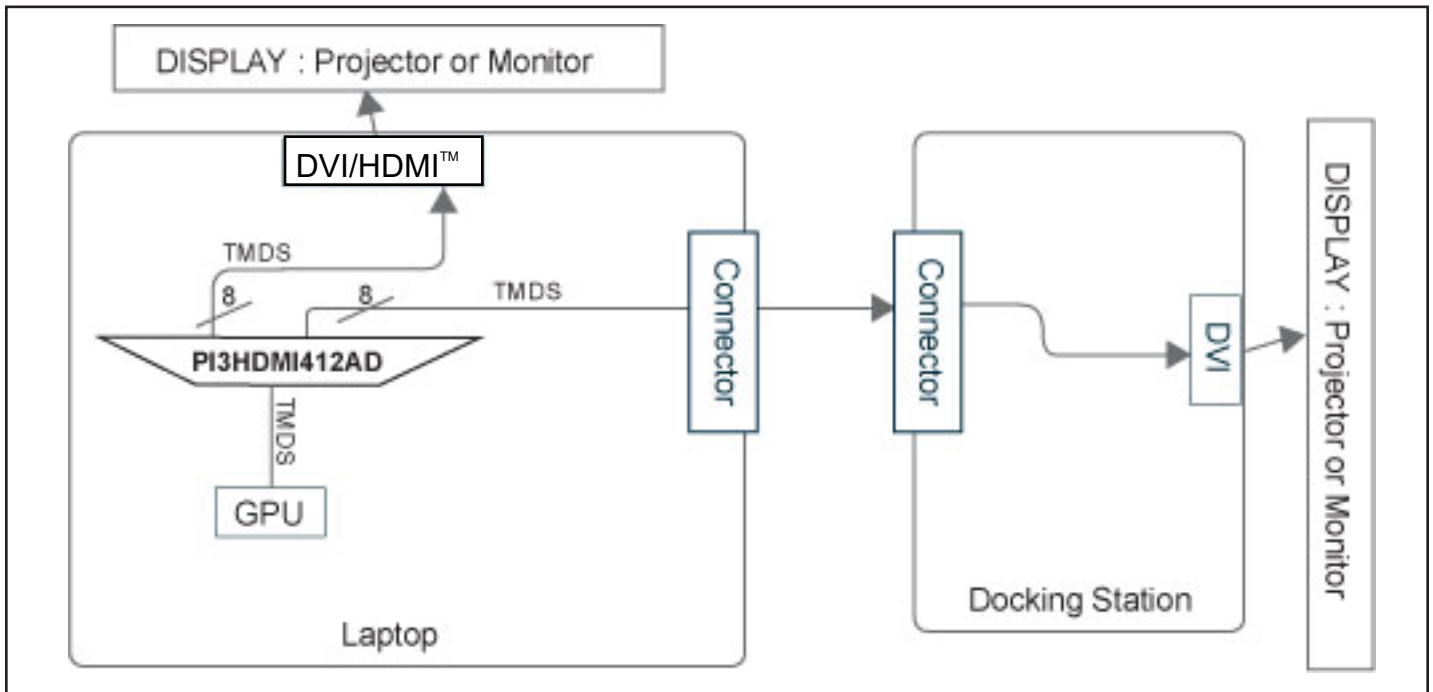 DISPLAY : Projector or Monitor
DVI/HDMI™
TMDS
8
8
TMDS
PI3HDMI412AD
TMDS
GPU
Laptop
Connector
Connector
DVI
Docking Station
DISPLAY : Projector or Monitor